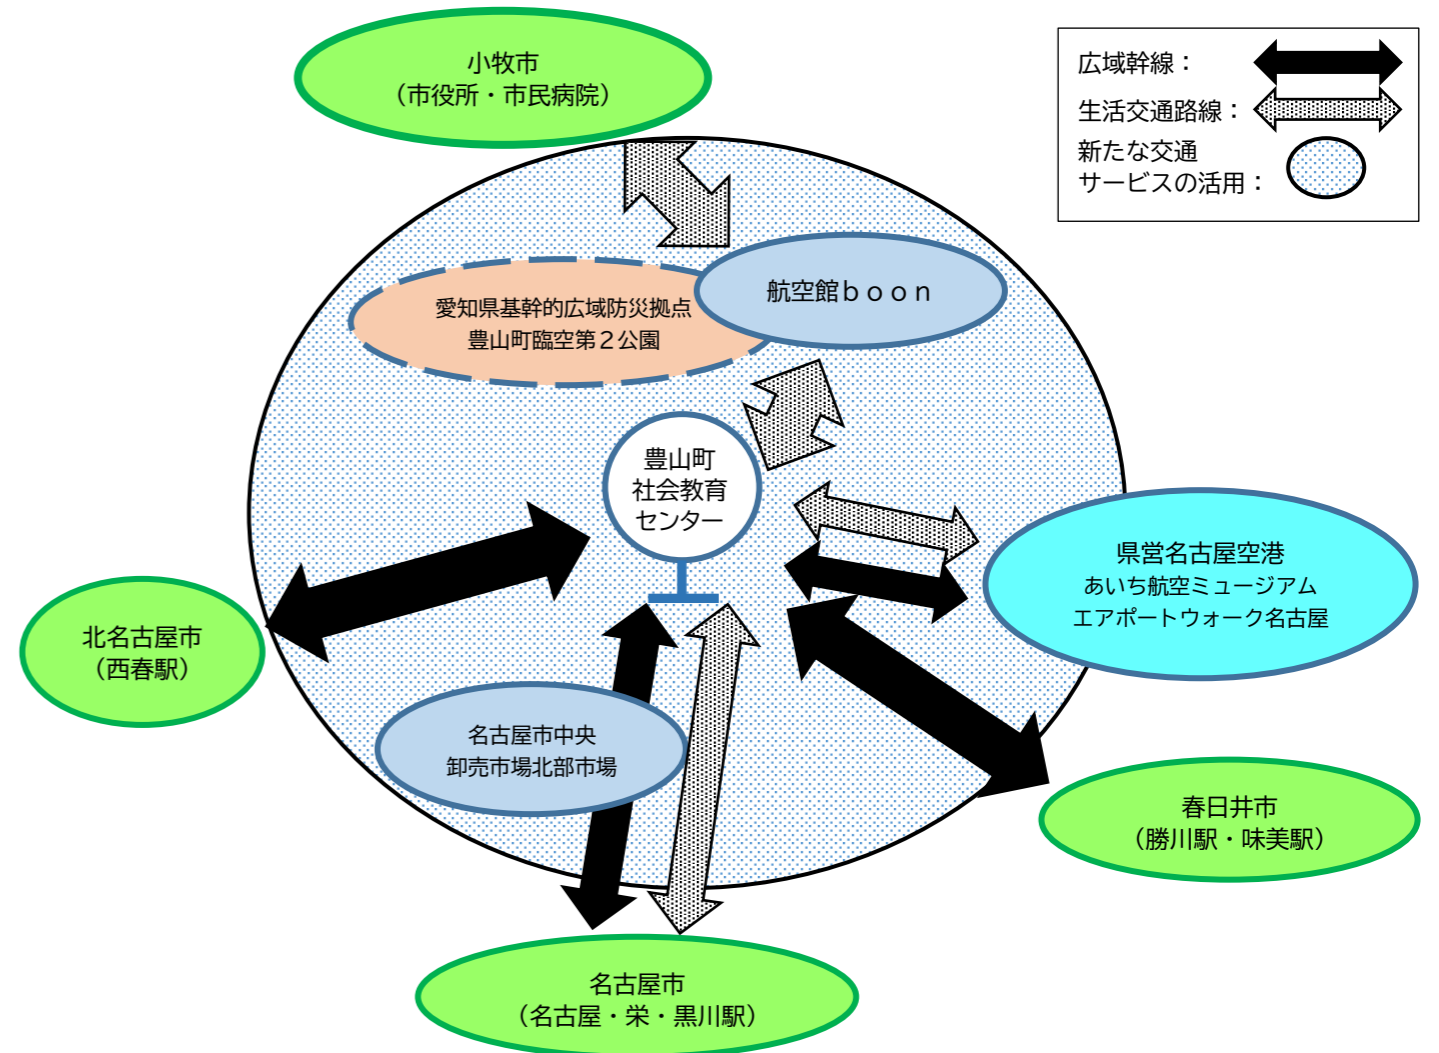 小牧市
（市役所・市民病院）
広域幹線：
生活交通路線：
新たな交通
サービスの活用：
愛知県基幹的広域防災拠点
豊山町臨空第２公園
航空館ｂｏｏｎ
豊山町
社会教育
センター
県営名古屋空港
あいち航空ミュージアム
エアポートウォーク名古屋
北名古屋市
（西春駅）
名古屋市中央
卸売市場北部市場
春日井市
（勝川駅・味美駅）
名古屋市
（名古屋・栄・黒川駅）